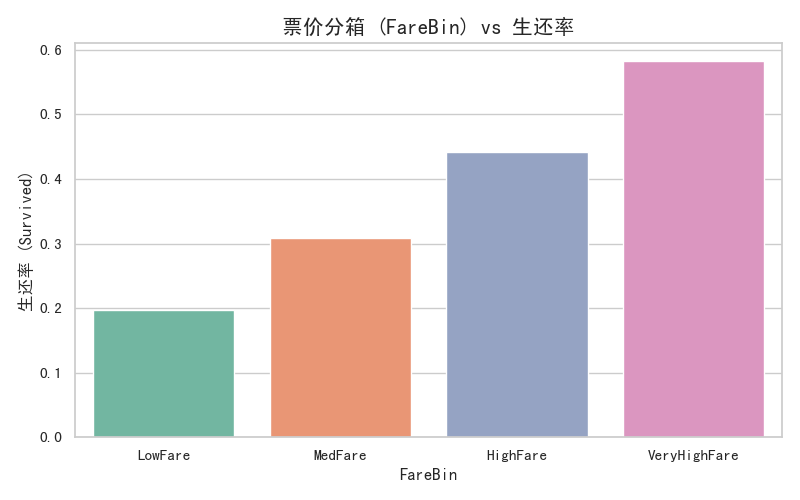 票价分箱 (FareBin) vs 生还率
生还率 (Survived)
0.6
0.5
0.4
0.3
0.2
0.1
0.0
LowFare
MedFare
HighFare
VeryHighFare
FareBin